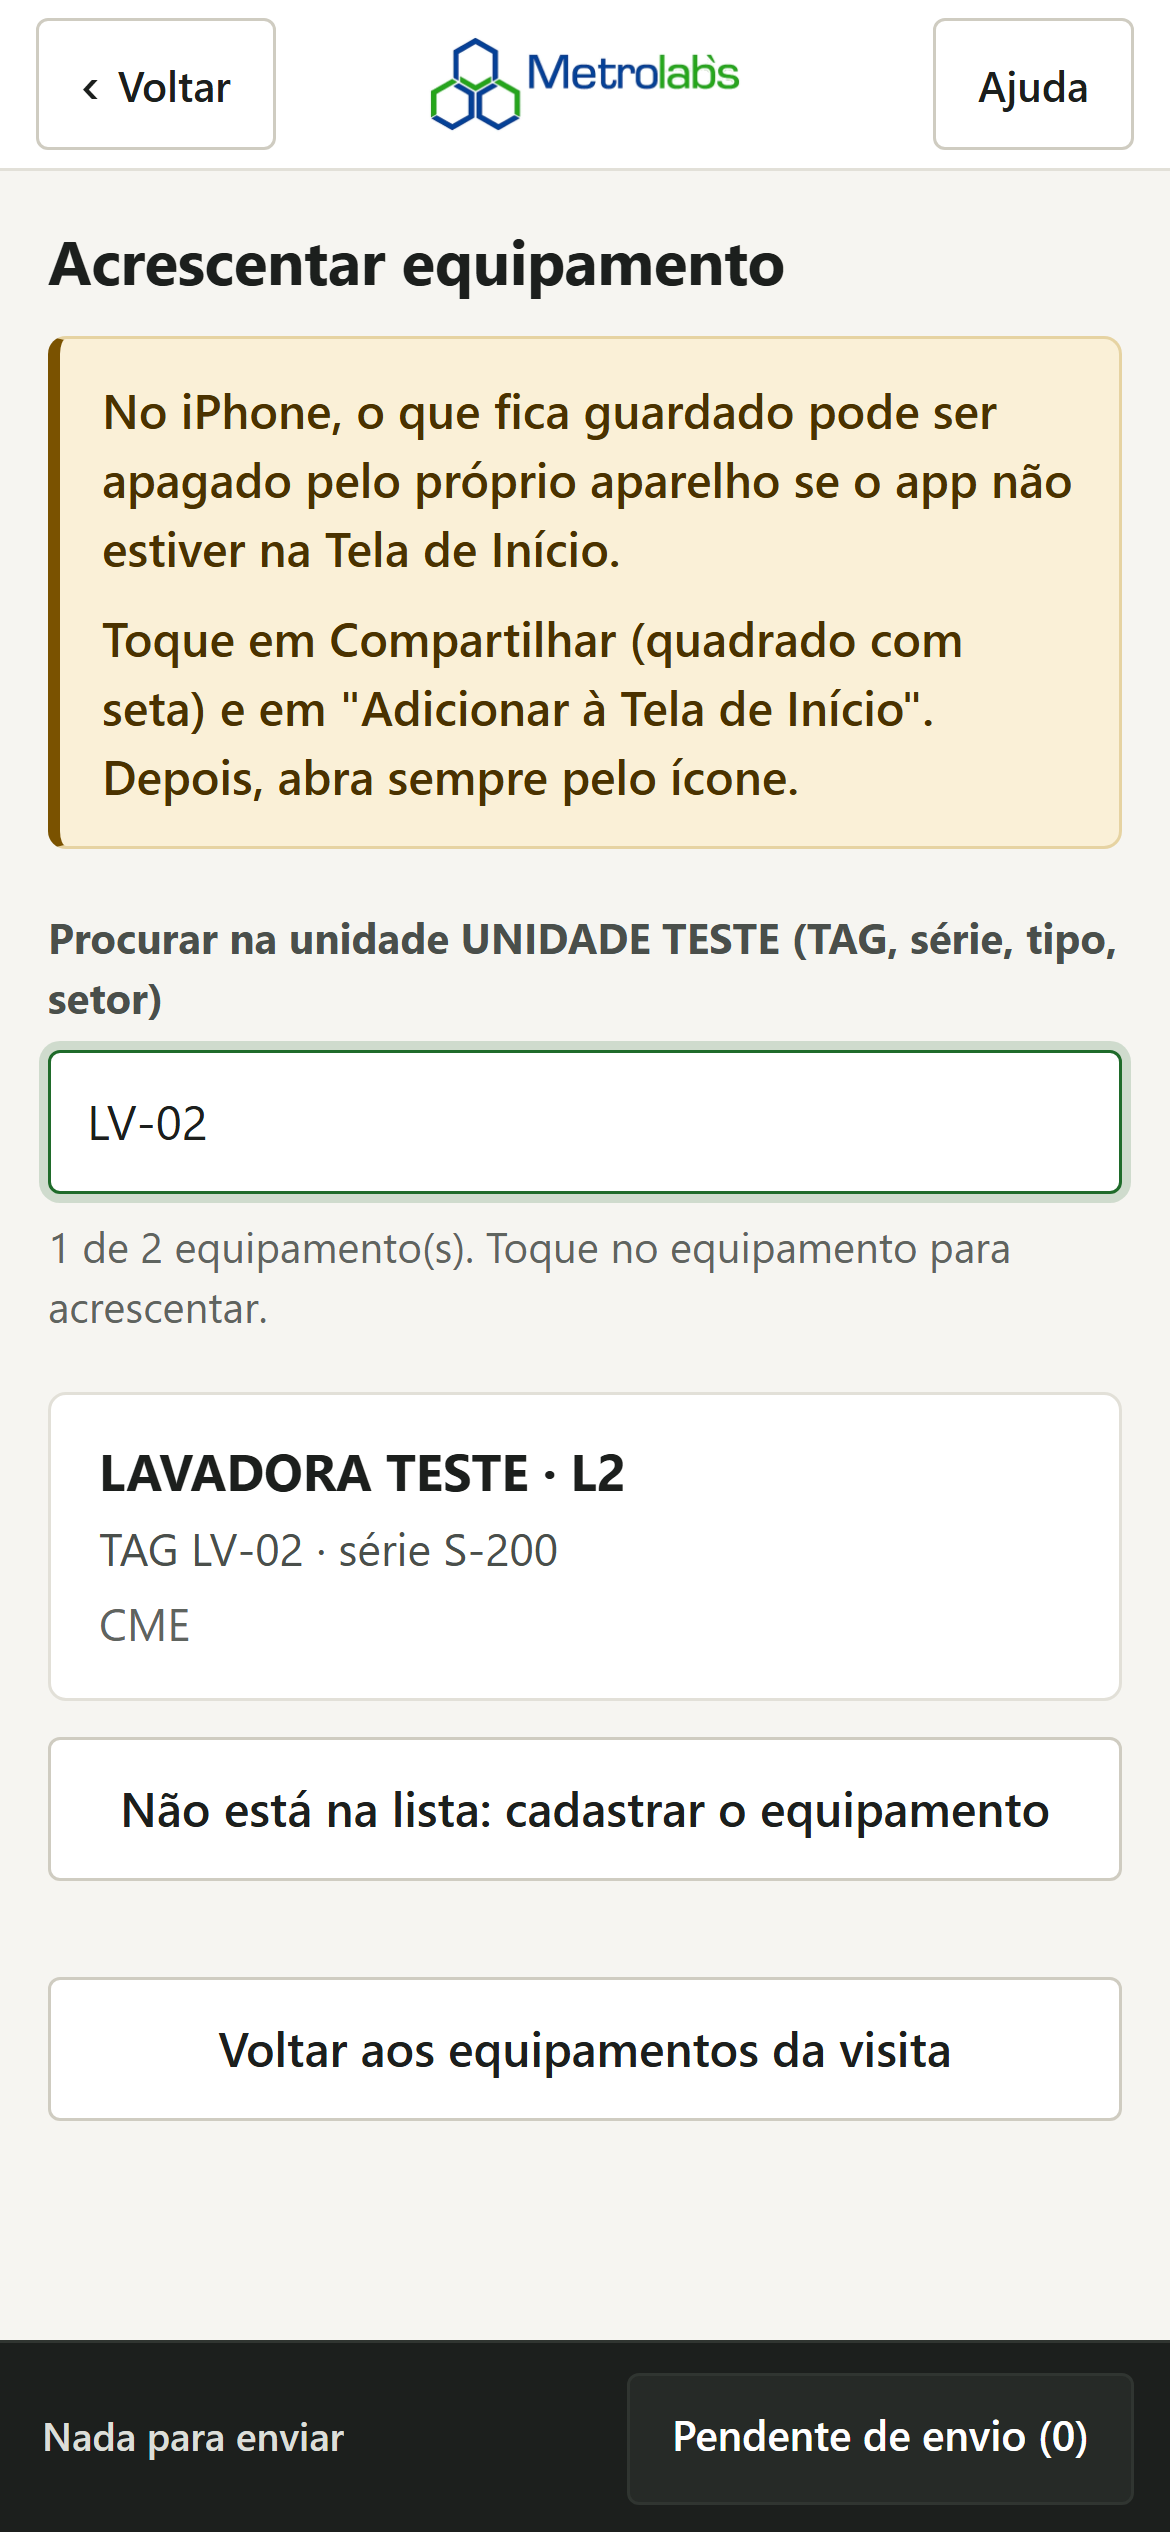 ‹ Voltar
Metrolabs
Ajuda
Acrescentar equipamento
No iPhone, o que fica guardado pode ser
apagado pelo próprio aparelho se o app não
estiver na Tela de Início.
Toque em Compartilhar (quadrado com
seta) e em "Adicionar à Tela de Início".
Depois, abra sempre pelo ícone.
Procurar na unidade UNIDADE TESTE (TAG, série, tipo,
setor)
LV-02
1 de 2 equipamento(s). Toque no equipamento para
acrescentar.
LAVADORA TESTE · L2
TAG LV-02 · série S-200
CME
Não está na lista: cadastrar o equipamento
Voltar aos equipamentos da visita
Nada para enviar
Pendente de envio (0)